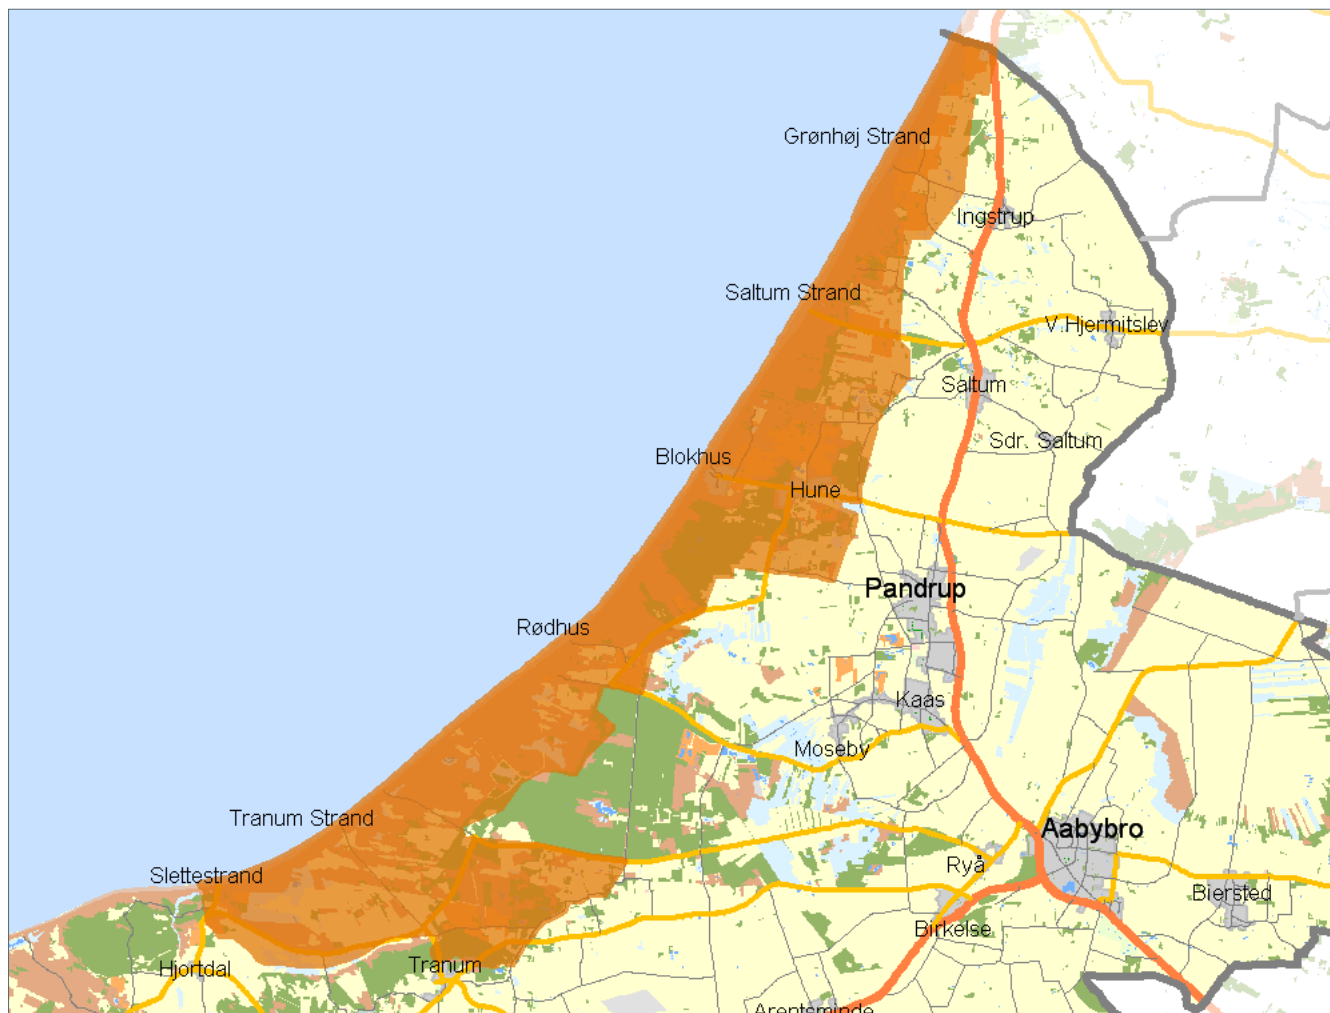 Grønhøj Strand
Ingstrup
Saltum Strand
V Hjermitslev
Saltum
Sdr. Saltum
Blokhus
Hune
Pandrup
Rødhus
Kaas
Moseby
Tranum Strand
Aabybro
Ryå
Slettestrand
Biersted
Birkelse
Hjortdal
Tranum
Arentsminde